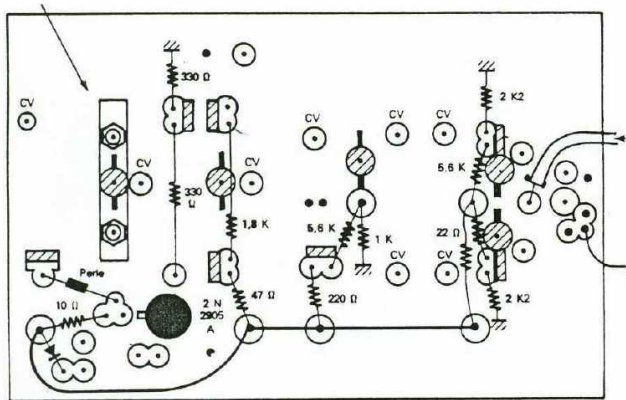 330 Ω
2 K2
CV
CV
CV
CV
CV
CV
5,6 K
330
Ω
1,8 K
5,6 K
1 K
22 Ω
Perle
CV
CV
10 Ω
2 N
2905
A
47 Ω
220 Ω
2 K2